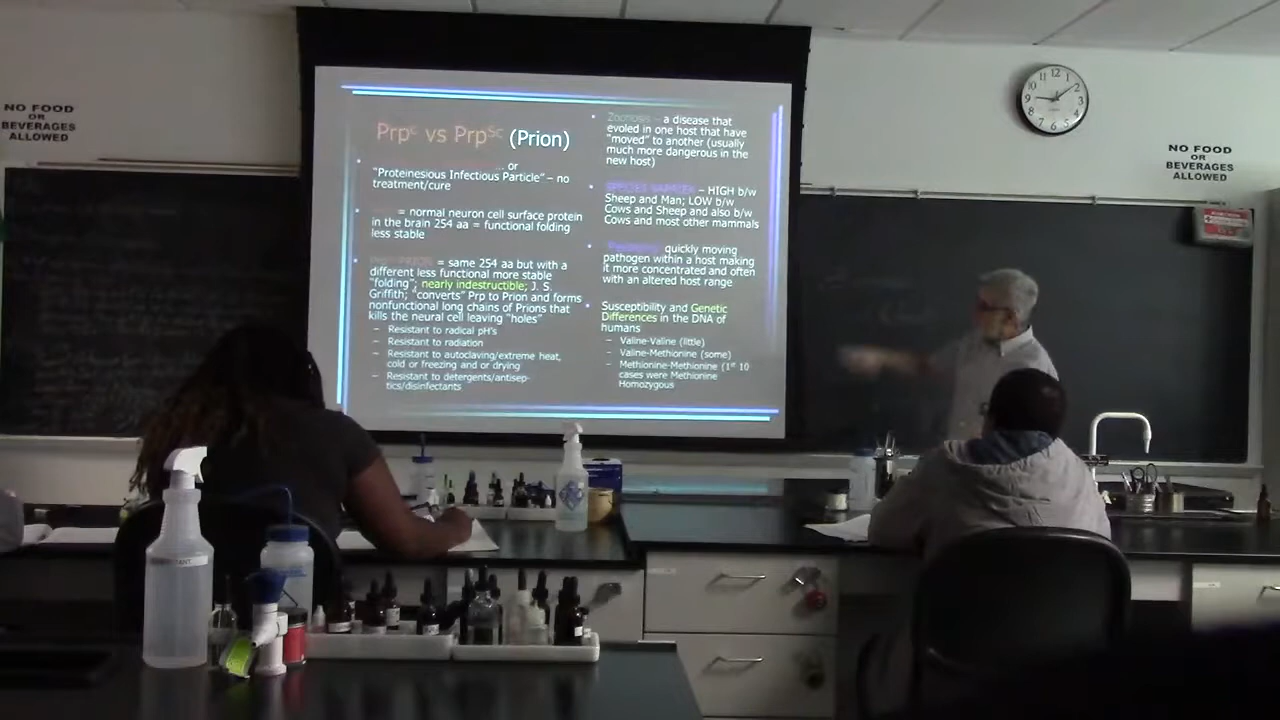 NO FOOD
OR
BEVERAGES
ALLOWED
Prpᶜ vs Prpˢᶜ (Prion)
... or
"Proteinesious Infectious Particle" – no
treatment/cure
= normal neuron cell surface protein
in the brain 254 aa = functional folding
less stable
= same 254 aa but with a
different less functional more stable
"folding"; nearly indestructible; J. S.
Griffith; "converts" Prp to Prion and forms
nonfunctional long chains of Prions that
kills the neural cell leaving "holes"
– Resistant to radical pH's
– Resistant to radiation
– Resistant to autoclaving/extreme heat,
cold or freezing and or drying
– Resistant to detergents/antisep-
tics/disinfectants
Zoonosis – a disease that
evoled in one host that have
"moved" to another (usually
much more dangerous in the
new host)
SPECIES BARRIER – HIGH b/w
Sheep and Man; LOW b/w
Cows and Sheep and also b/w
Cows and most other mammals
quickly moving
pathogen within a host making
it more concentrated and often
with an altered host range
Susceptibility and Genetic
Differences in the DNA of
humans
– Valine-Valine (little)
– Valine-Methionine (some)
– Methionine-Methionine (1ˢᵗ 10
cases were Methionine
Homozygous
12
NO FOOD
OR
BEVERAGES
ALLOWED